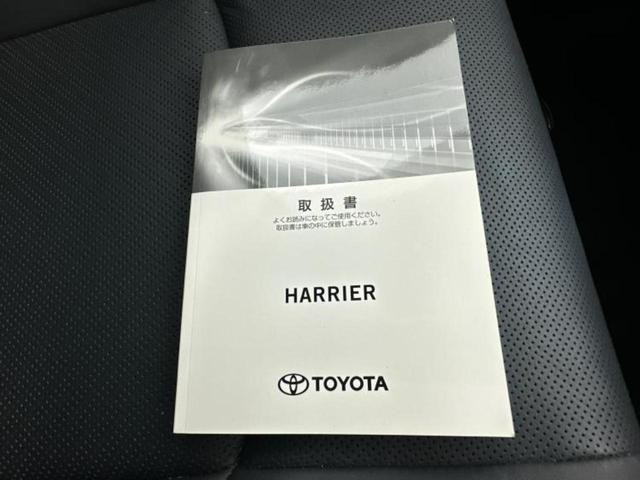 取扱書
よくお読みになってご使用ください。
取扱書は車の中に保管しましょう。
HARRIER
TOYOTA